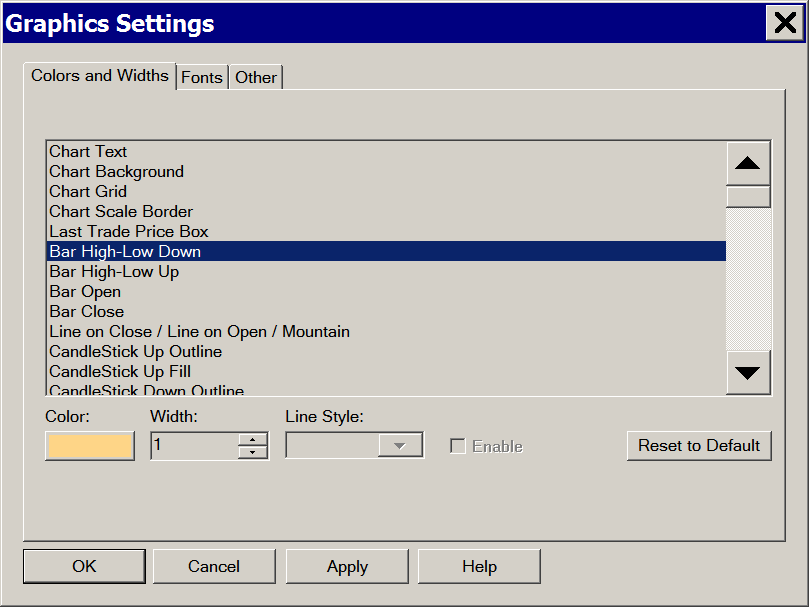 Graphics Settings
Colors and Widths Fonts Other
Chart Text
Chart Background
Chart Grid
Chart Scale Border
Last Trade Price Box
Bar High-Low Down
Bar High-Low Up
Bar Open
Bar Close
Line on Close / Line on Open / Mountain
CandleStick Up Outline
CandleStick Up Fill
CandleStick Down Outline
Color: Width: Line Style:
1 Enable Reset to Default
OK Cancel Apply Help